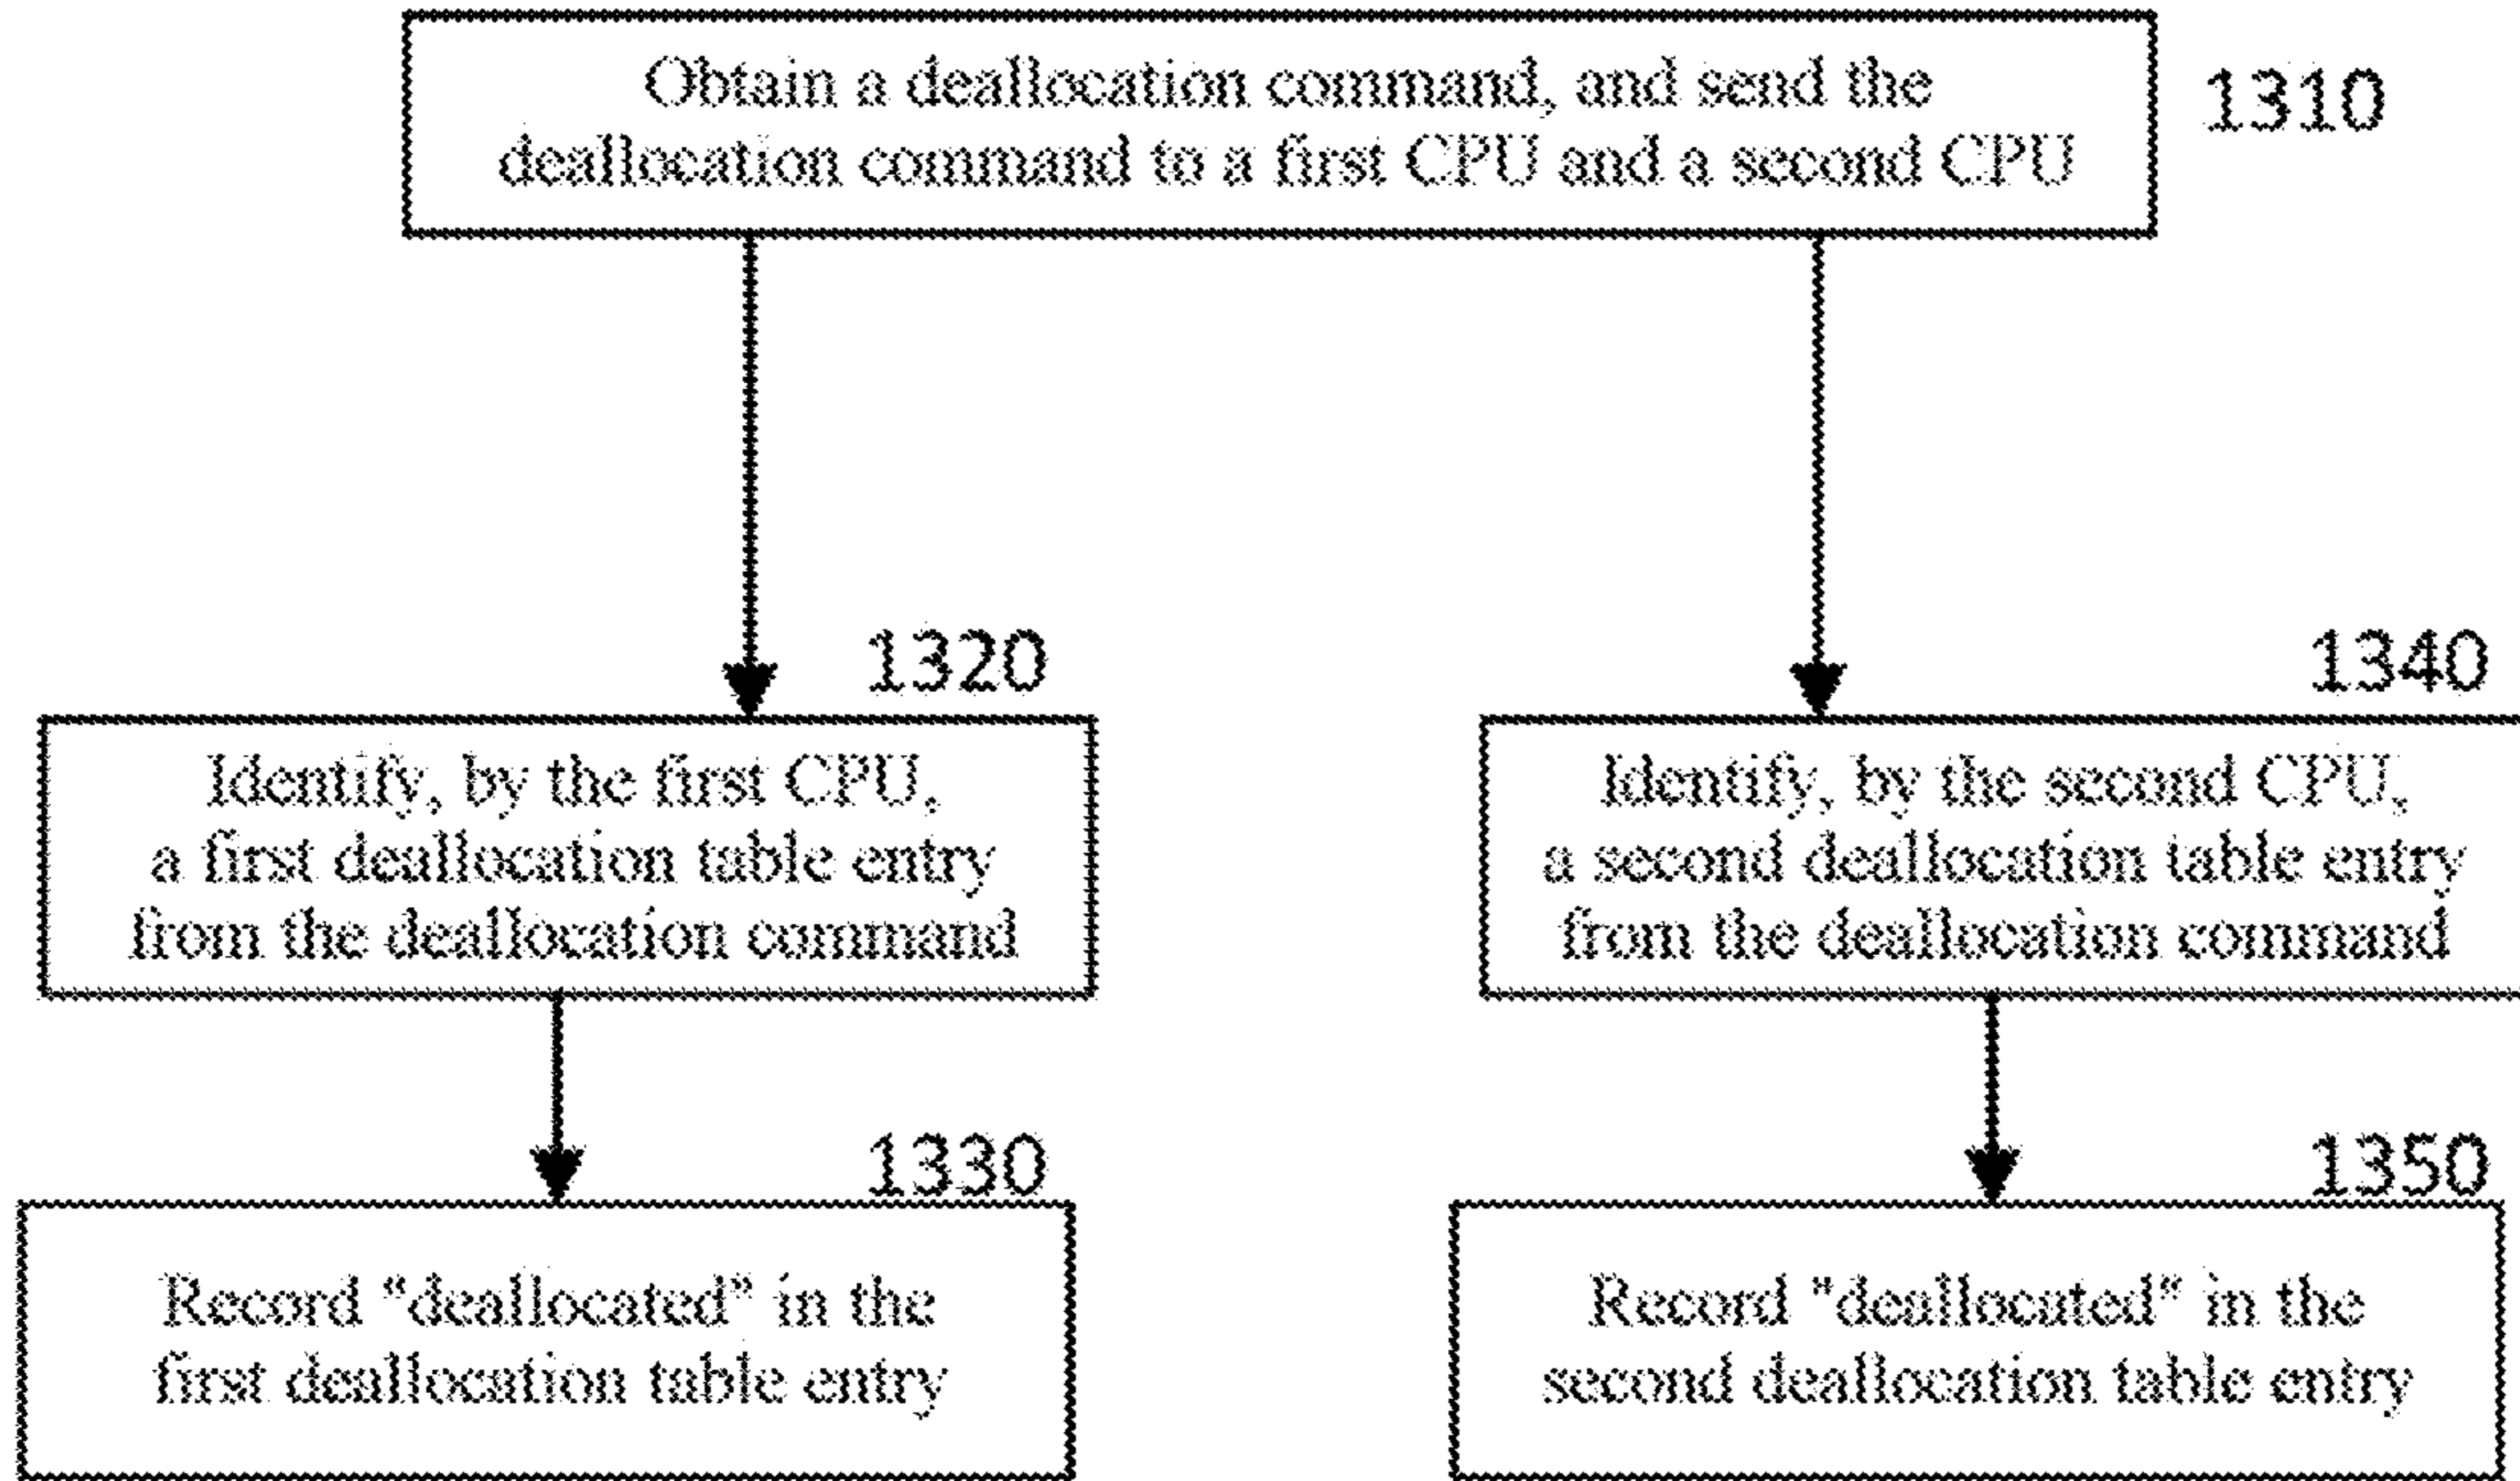 Obtain a deallocation command, and send the
deallocation command to a first CPU and a second CPU
1310
1320
Identify, by the first CPU,
a first deallocation table entry
from the deallocation command
1330
Record "deallocated" in the
first deallocation table entry
1340
Identify, by the second CPU,
a second deallocation table entry
from the deallocation command
1350
Record "deallocated" in the
second deallocation table entry